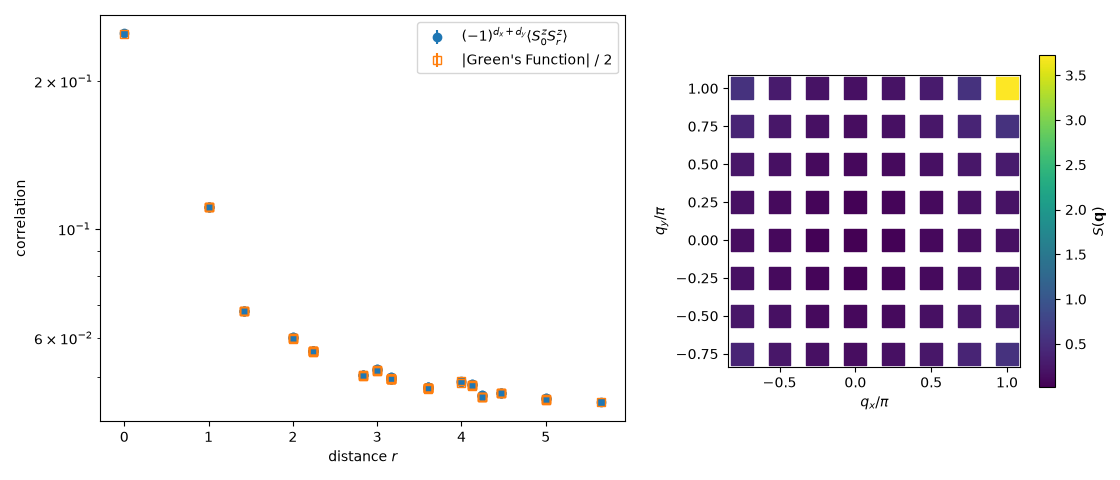 (-1)^{d_x+d_y}⟨S_0^z S_r^z⟩
|Green's Function| / 2
2 × 10⁻¹
10⁻¹
6 × 10⁻²
correlation
0 1 2 3 4 5
distance r
1.00
0.75
0.50
0.25
0.00
−0.25
−0.50
−0.75
q_y/π
−0.5 0.0 0.5 1.0
q_x/π
3.5
3.0
2.5
2.0
1.5
1.0
0.5
S(q)